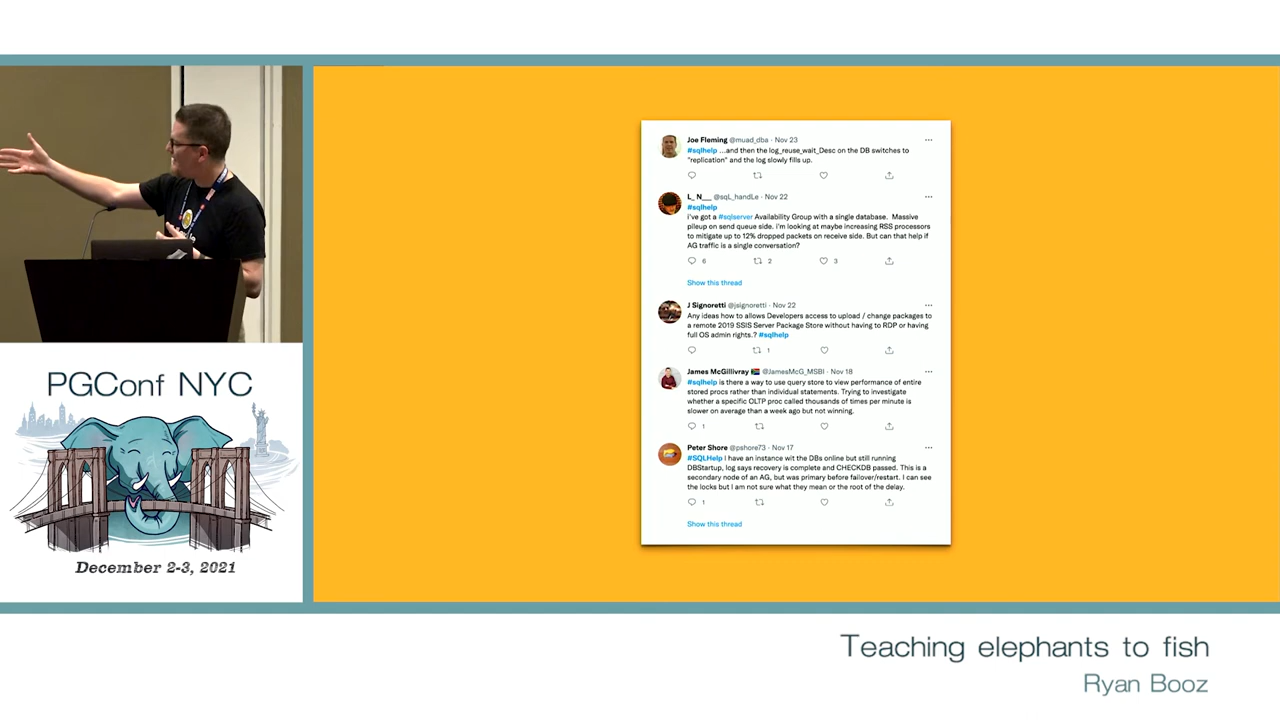 Joe Fleming @muad_dba · Nov 23 ...
#sqlhelp ...and then the log_reuse_wait_Desc on the DB switches to
"replication" and the log slowly fills up.
L_ N___ @sqL_handLe · Nov 22 ...
#sqlhelp
i've got a #sqlserver Availability Group with a single database. Massive
pileup on send queue side. i'm looking at maybe increasing RSS processors
to mitigate up to 12% dropped packets on receive side. But can that help if
AG traffic is a single conversation?
6 2 3
Show this thread
J Signoretti @jsignoretti · Nov 22 ...
Any ideas how to allows Developers access to upload / change packages to
a remote 2019 SSIS Server Package Store without having to RDP or having
full OS admin rights.? #sqlhelp
1
James McGillivray 🇿🇦 @JamesMcG_MSBI · Nov 18 ...
#sqlhelp is there a way to use query store to view performance of entire
stored procs rather than individual statements. Trying to investigate
whether a specific OLTP proc called thousands of times per minute is
slower on average than a week ago but not winning.
1
Peter Shore @pshore73 · Nov 17 ...
#SQLHelp I have an instance wit the DBs online but still running
DBStartup, log says recovery is complete and CHECKDB passed. This is a
secondary node of an AG, but was primary before failover/restart. I can see
the locks but I am not sure what they mean or the root of the delay.
1
Show this thread
PGConf NYC
December 2-3, 2021
Teaching elephants to fish
Ryan Booz